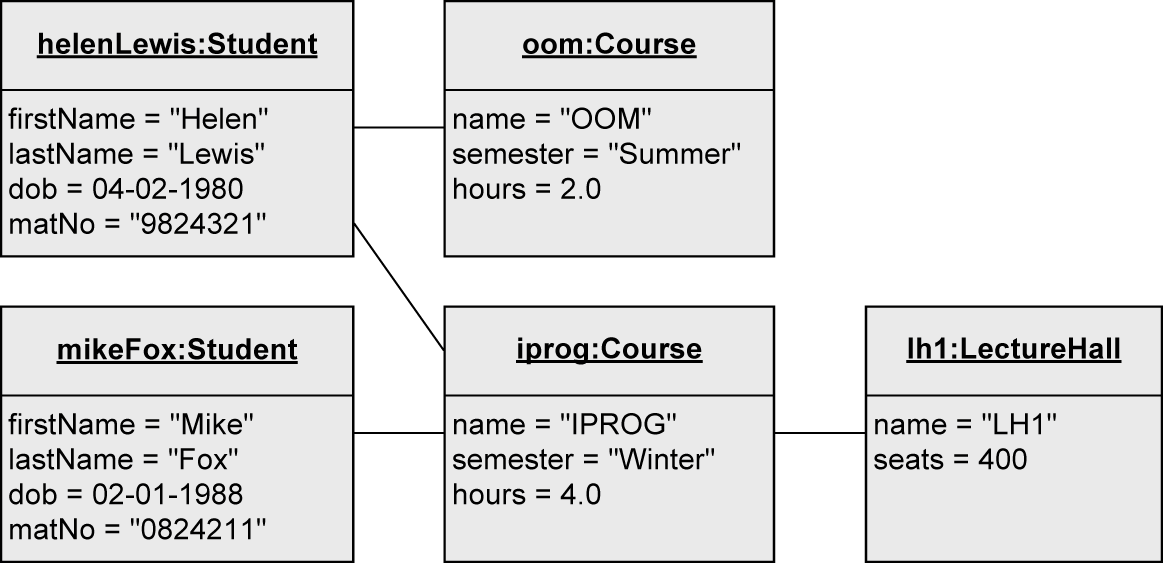 helenLewis:Student
firstName = "Helen"
lastName = "Lewis"
dob = 04-02-1980
matNo = "9824321"
oom:Course
name = "OOM"
semester = "Summer"
hours = 2.0
mikeFox:Student
firstName = "Mike"
lastName = "Fox"
dob = 02-01-1988
matNo = "0824211"
iprog:Course
name = "IPROG"
semester = "Winter"
hours = 4.0
lh1:LectureHall
name = "LH1"
seats = 400